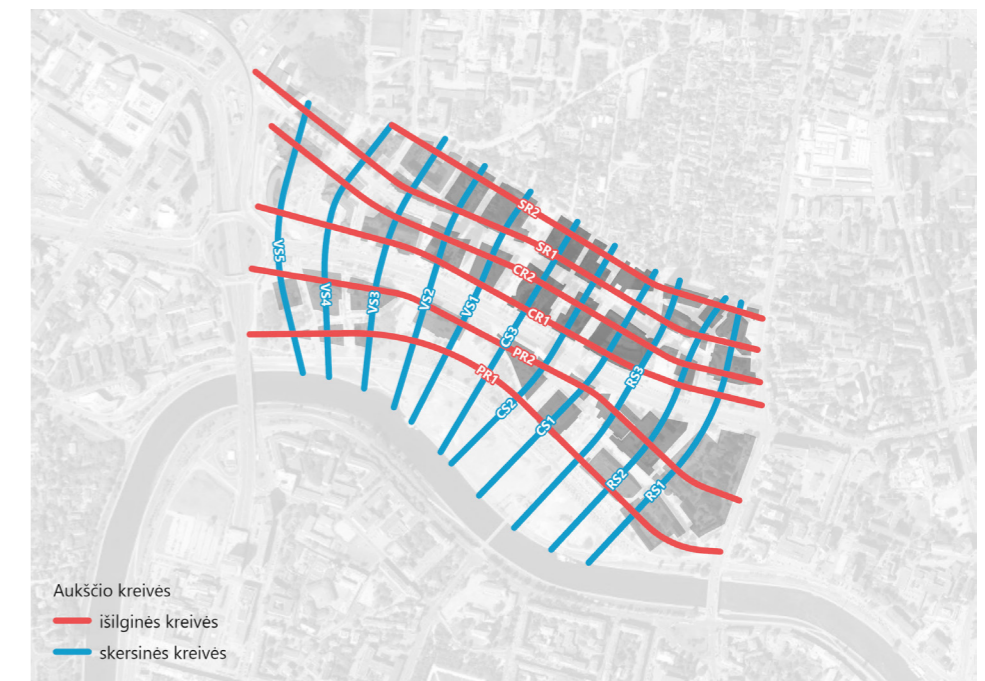 SR2
SR1
CR2
CR1
VS5
VS4
VS3
VS2
VS1
CS3
PR2
PR1
RS3
CS2
CS1
RS2
RS1
Aukščio kreivės
išilginės kreivės
skersinės kreivės